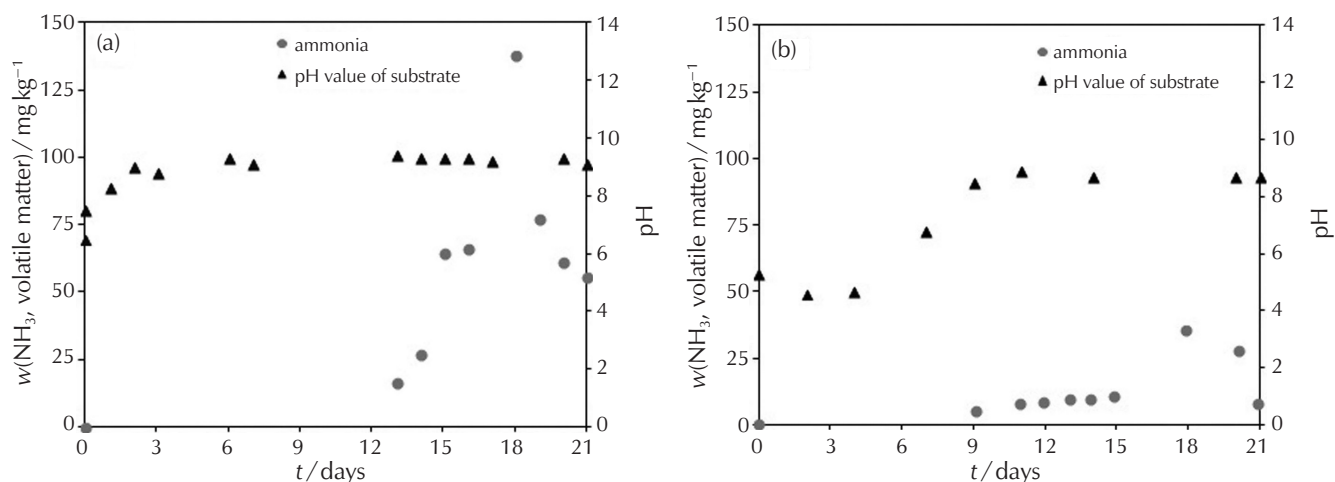 (a)
ammonia
pH value of substrate
w(NH₃, volatile matter) / mg kg⁻¹
150
125
100
75
50
25
0
14
12
10
8
6
4
2
0
pH
0 3 6 9 12 15 18 21
t / days
(b)
ammonia
pH value of substrate
w(NH₃, volatile matter) / mg kg⁻¹
150
125
100
75
50
25
0
14
12
10
8
6
4
2
0
pH
0 3 6 9 12 15 18 21
t / days